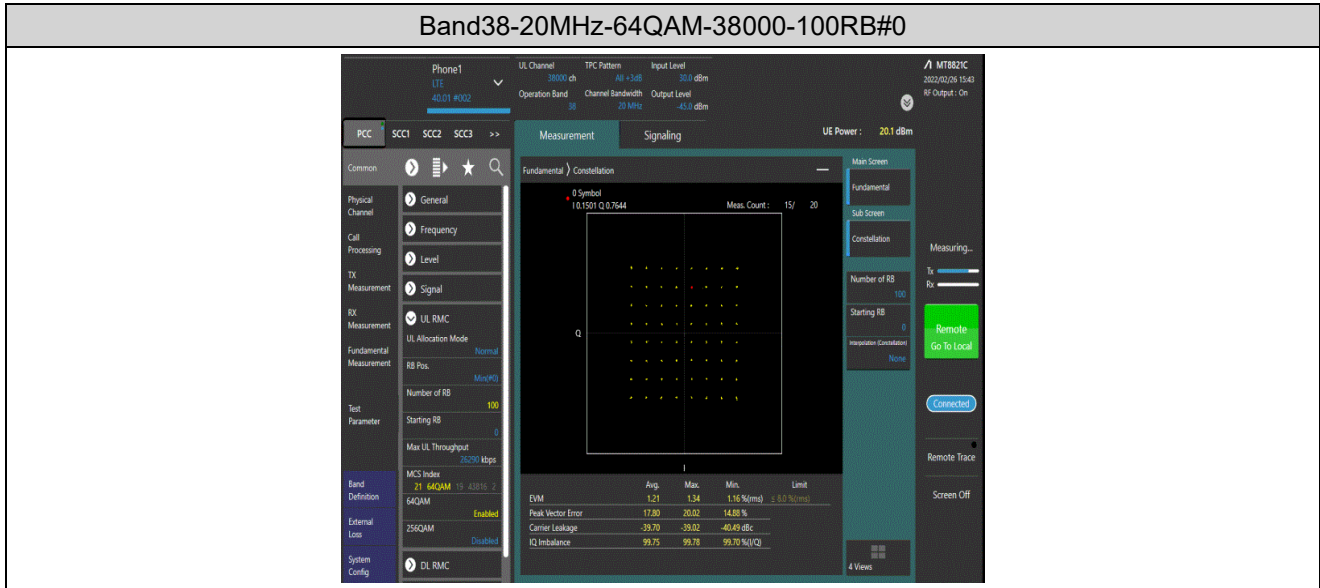 Band38-20MHz-64QAM-38000-100RB#0
Phone1
LTE
40.01 #002
UL Channel TPC Pattern Input Level
38000 ch All +3dB 30.0 dBm
Operation Band Channel Bandwidth Output Level
38 20 MHz -45.0 dBm
MT8821C
2022/02/26 15:43
RF Output : On
PCC SCC1 SCC2 SCC3 >>
Measurement Signaling
UE Power : 20.1 dBm
Common
Physical Channel
Call Processing
TX Measurement
RX Measurement
Fundamental Measurement
Test Parameter
Band Definition
External Loss
System Config
General
Frequency
Level
Signal
UL RMC
UL Allocation Mode
Normal
RB Pos.
Min(#0)
Number of RB
100
Starting RB
0
Max UL Throughput
26290 kbps
MCS Index
21 64QAM 19 43816 2
64QAM
Enabled
256QAM
Disabled
DL RMC
Fundamental 〉 Constellation
0 Symbol
I 0.1501 Q 0.7644 Meas. Count : 15/ 20
Q
I
Avg. Max. Min. Limit
EVM 1.21 1.34 1.16 %(rms) ≤ 8.0 %(rms)
Peak Vector Error 17.80 20.02 14.88 %
Carrier Leakage -39.70 -39.02 -40.49 dBc
IQ Imbalance 99.75 99.78 99.70 %(I/Q)
Main Screen
Fundamental
Sub Screen
Constellation
Number of RB
100
Starting RB
0
Interpolation (Constellation)
None
4 Views
Measuring...
Tx
Rx
Remote
Go To Local
Connected
Remote Trace
Screen Off